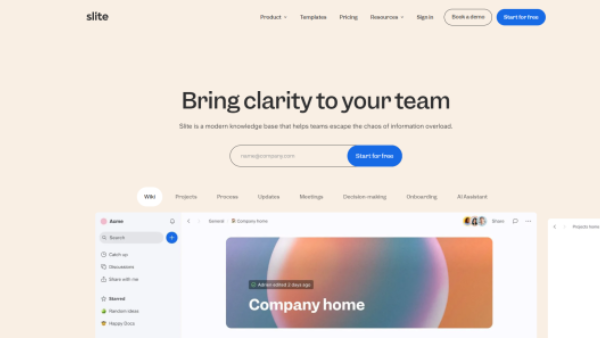 slite
Product Templates Pricing Resources Sign in Book a demo Start for free
Bring clarity to your team
Slite is a modern knowledge base that helps teams escape the chaos of information overload.
name@company.com Start for free
Wiki Projects Process Updates Meetings Decision making Onboarding AI Assistant
Acme General / Company home Share Projects home
Search
Catch up
Discussions
Share with me
Admin edited 2 days ago
Company home
Starred
Random ideas
Happy Docs